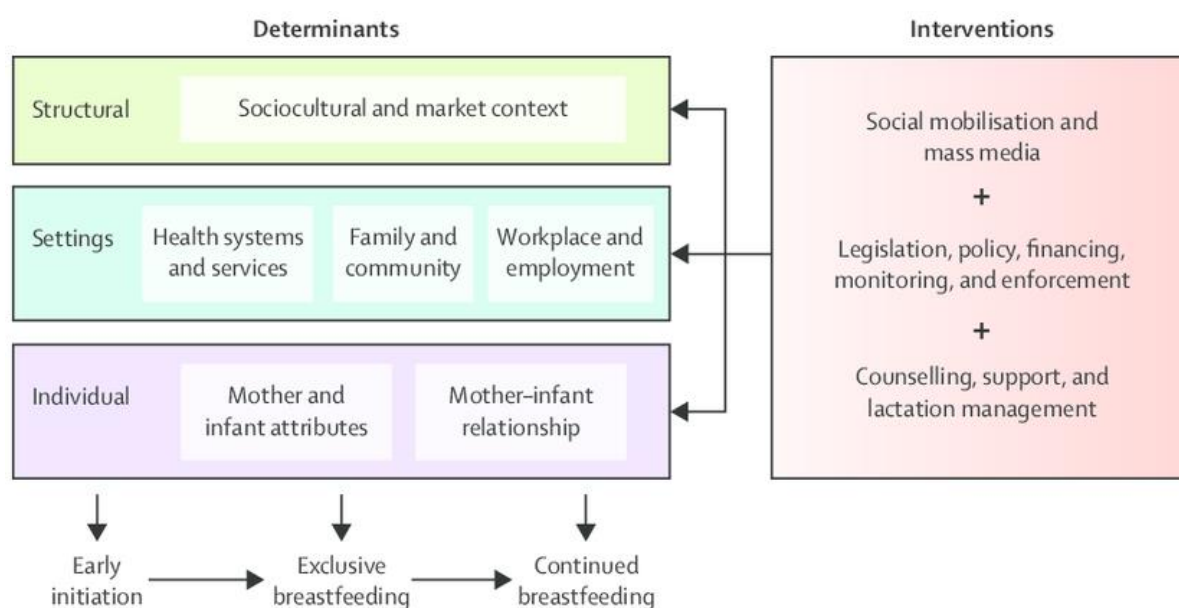 Determinants
Interventions
Structural
Sociocultural and market context
Settings
Health systems
and services
Family and
community
Workplace and
employment
Individual
Mother and
infant attributes
Mother–infant
relationship
Social mobilisation and
mass media
+
Legislation, policy, financing,
monitoring, and enforcement
+
Counselling, support, and
lactation management
Early
initiation
Exclusive
breastfeeding
Continued
breastfeeding